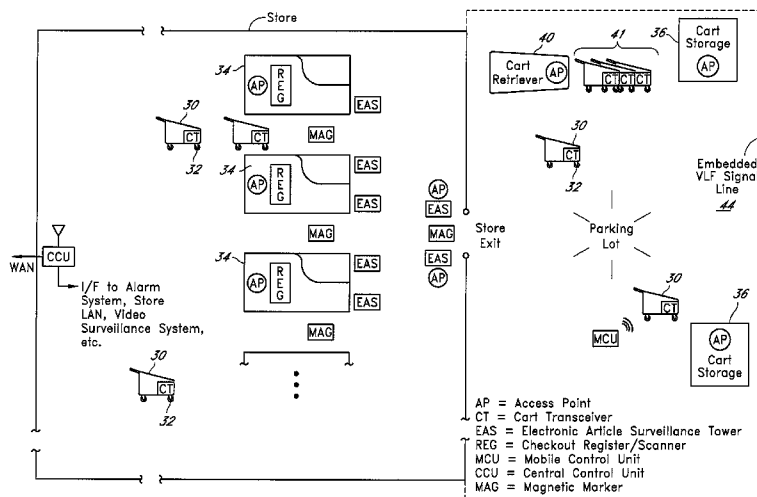 Store
34
AP
REG
EAS
30
CT
CT
32
MAG
34
AP
REG
EAS
EAS
MAG
34
AP
REG
EAS
EAS
MAG
WAN
CCU
I/F to Alarm
System, Store
LAN, Video
Surveillance System,
etc.
30
CT
32
AP
EAS
MAG
EAS
AP
Store
Exit
40
Cart
Retriever
AP
41
CT
CT
CT
36
Cart
Storage
AP
30
CT
32
Embedded
VLF Signal
Line
44
Parking
Lot
30
CT
MCU
36
AP
Cart
Storage
AP = Access Point
CT = Cart Transceiver
EAS = Electronic Article Surveillance Tower
REG = Checkout Register/Scanner
MCU = Mobile Control Unit
CCU = Central Control Unit
MAG = Magnetic Marker